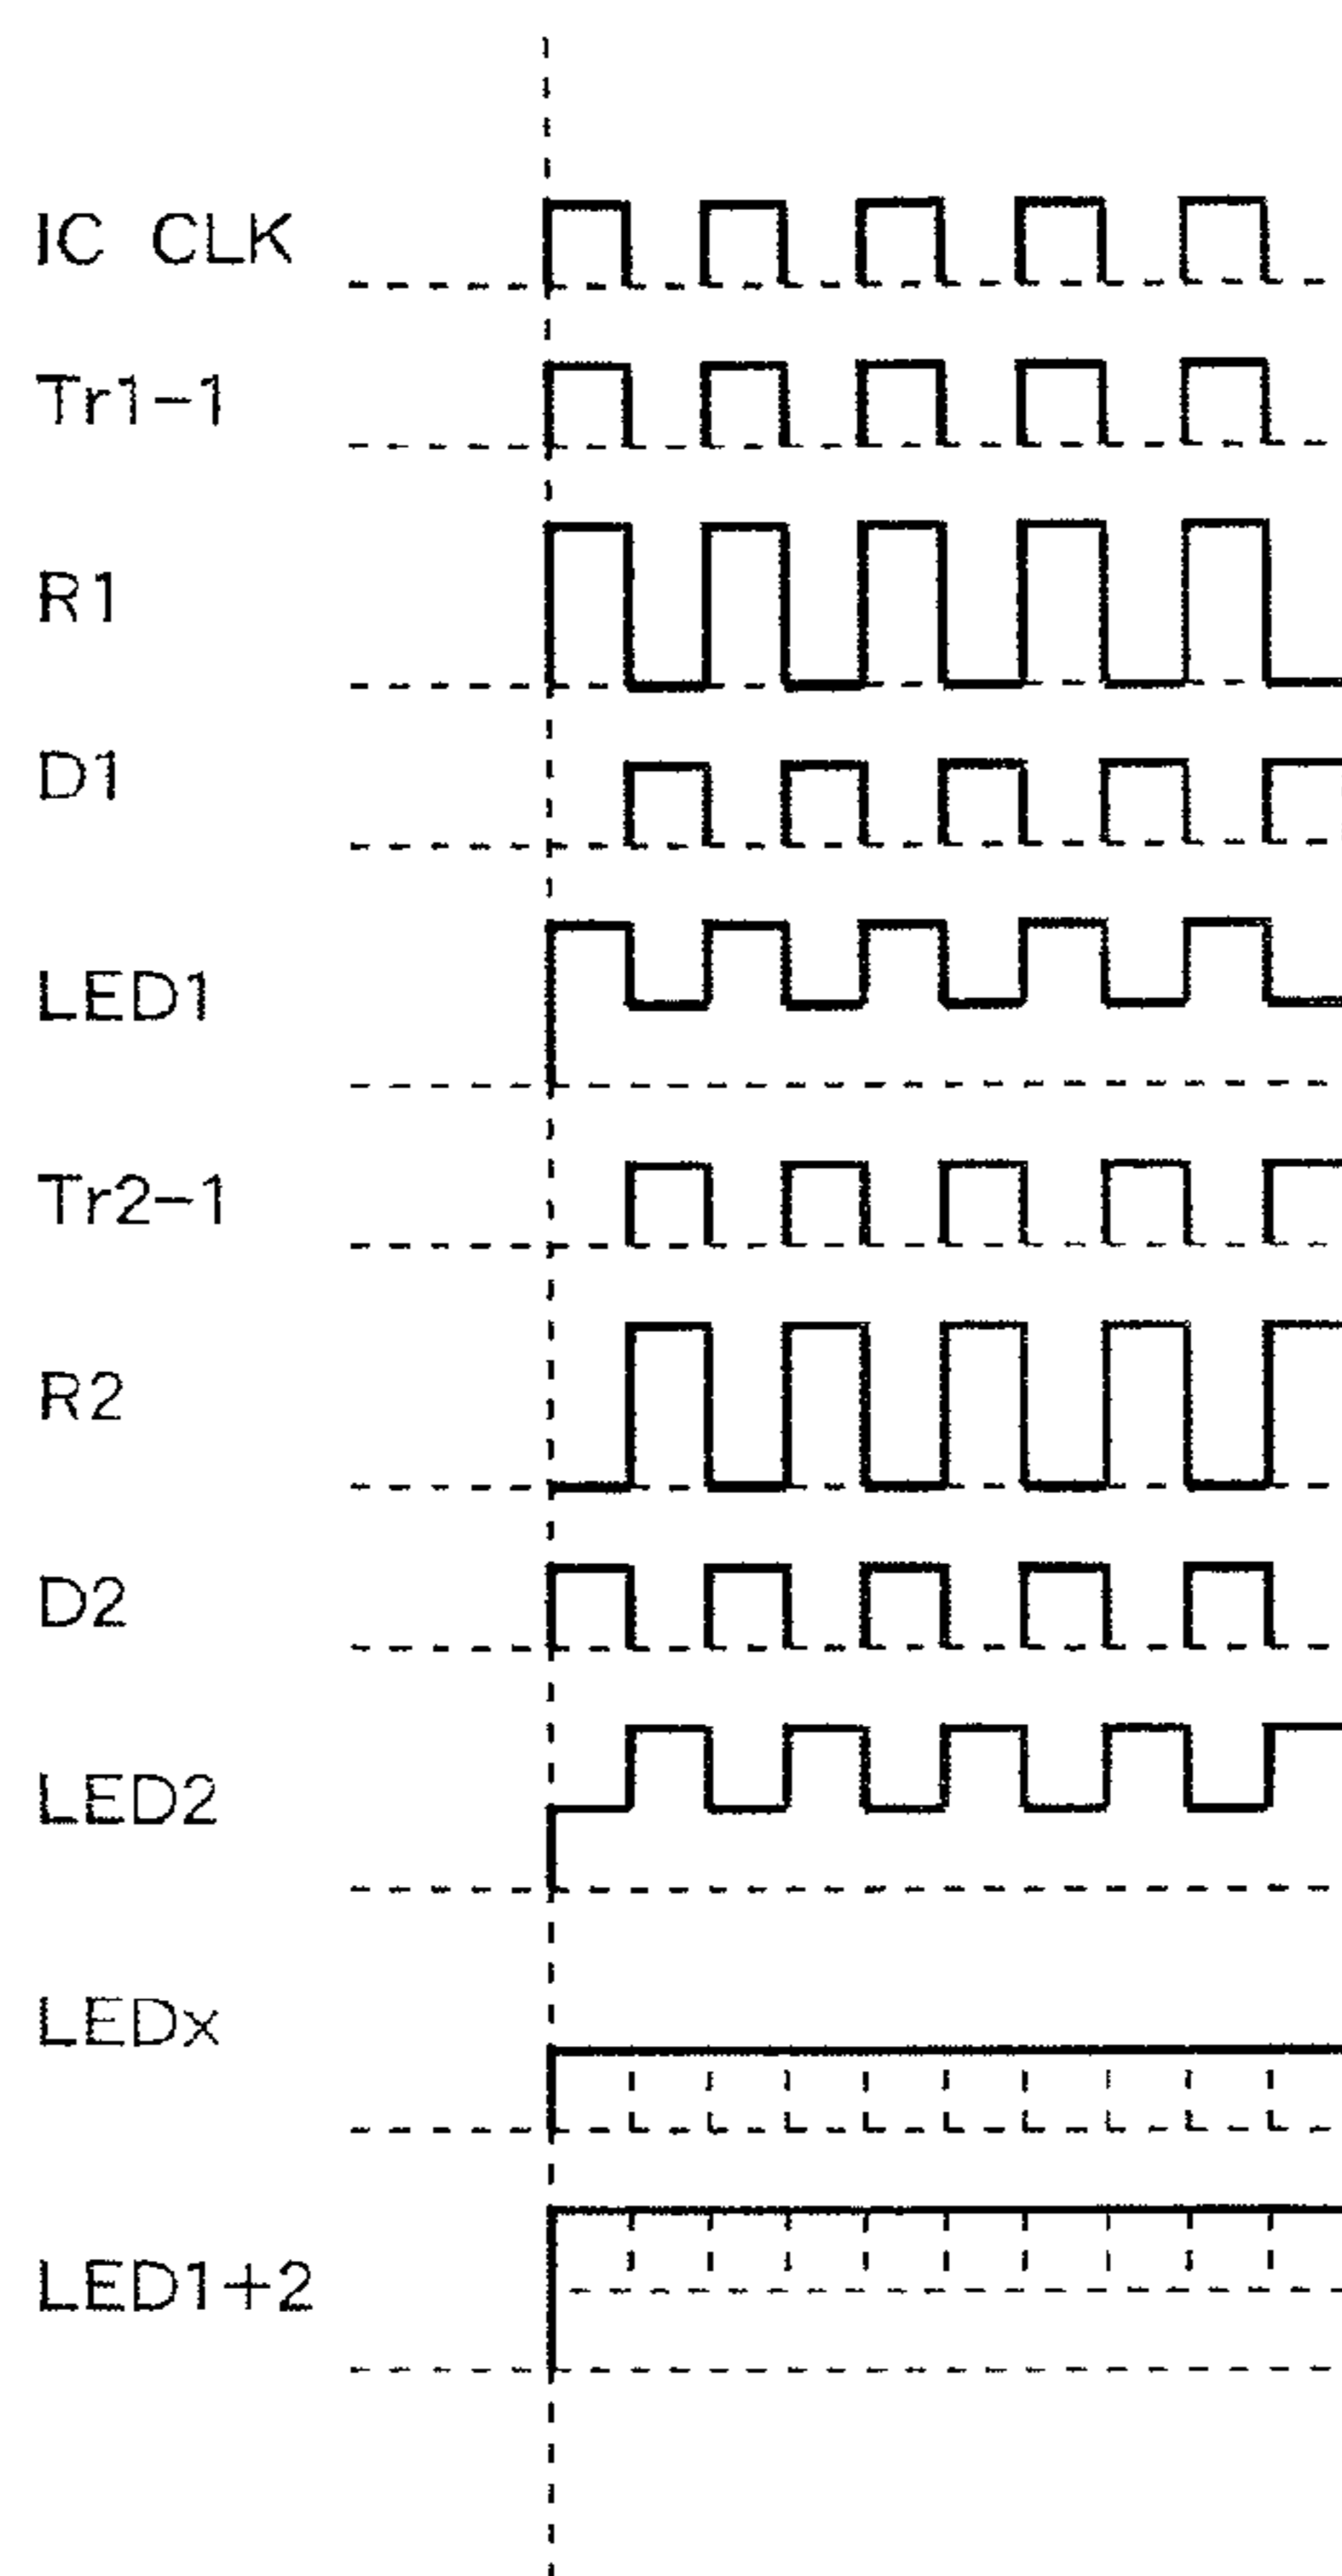 IC CLK
Tr1-1
R1
D1
LED1
Tr2-1
R2
D2
LED2
LEDx
LED1+2